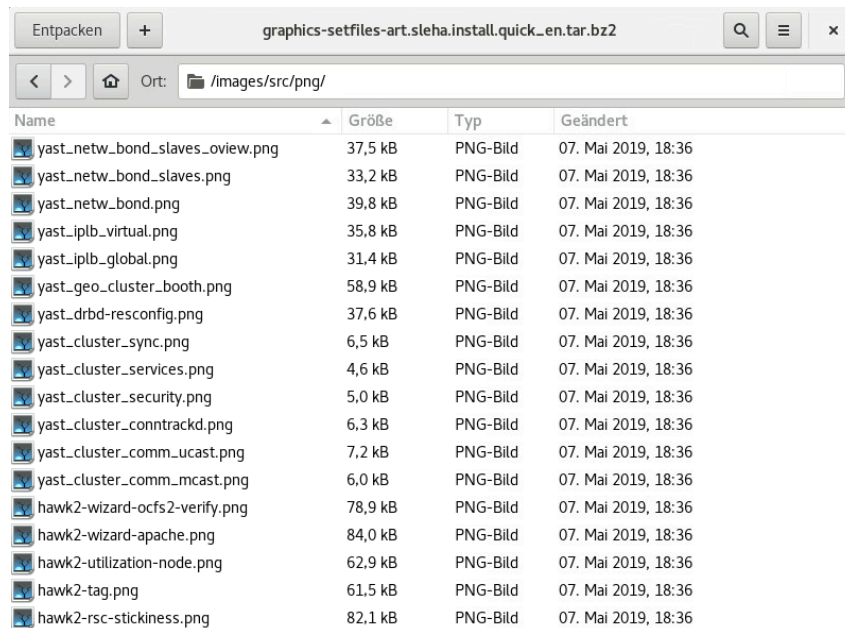 Entpacken + graphics-setfiles-art.sleha.install.quick_en.tar.bz2
Ort: /images/src/png/
Name Größe Typ Geändert
yast_netw_bond_slaves_oview.png 37,5 kB PNG-Bild 07. Mai 2019, 18:36
yast_netw_bond_slaves.png 33,2 kB PNG-Bild 07. Mai 2019, 18:36
yast_netw_bond.png 39,8 kB PNG-Bild 07. Mai 2019, 18:36
yast_iplb_virtual.png 35,8 kB PNG-Bild 07. Mai 2019, 18:36
yast_iplb_global.png 31,4 kB PNG-Bild 07. Mai 2019, 18:36
yast_geo_cluster_booth.png 58,9 kB PNG-Bild 07. Mai 2019, 18:36
yast_drbd-resconfig.png 37,6 kB PNG-Bild 07. Mai 2019, 18:36
yast_cluster_sync.png 6,5 kB PNG-Bild 07. Mai 2019, 18:36
yast_cluster_services.png 4,6 kB PNG-Bild 07. Mai 2019, 18:36
yast_cluster_security.png 5,0 kB PNG-Bild 07. Mai 2019, 18:36
yast_cluster_conntrackd.png 6,3 kB PNG-Bild 07. Mai 2019, 18:36
yast_cluster_comm_ucast.png 7,2 kB PNG-Bild 07. Mai 2019, 18:36
yast_cluster_comm_mcast.png 6,0 kB PNG-Bild 07. Mai 2019, 18:36
hawk2-wizard-ocfs2-verify.png 78,9 kB PNG-Bild 07. Mai 2019, 18:36
hawk2-wizard-apache.png 84,0 kB PNG-Bild 07. Mai 2019, 18:36
hawk2-utilization-node.png 62,9 kB PNG-Bild 07. Mai 2019, 18:36
hawk2-tag.png 61,5 kB PNG-Bild 07. Mai 2019, 18:36
hawk2-rsc-stickiness.png 82,1 kB PNG-Bild 07. Mai 2019, 18:36